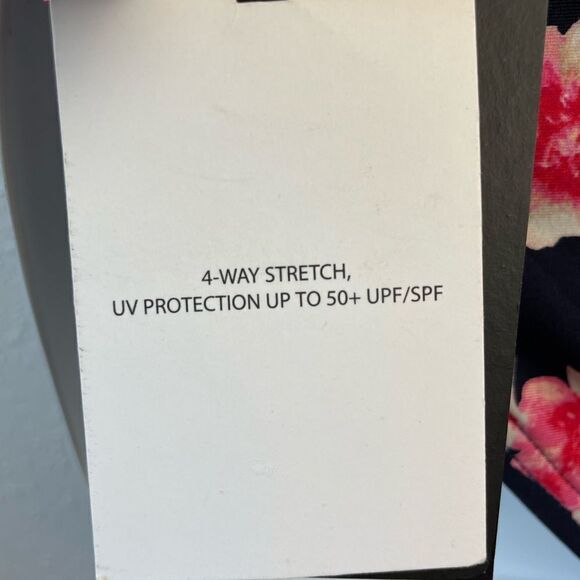 4-WAY STRETCH,
UV PROTECTION UP TO 50+ UPF/SPF